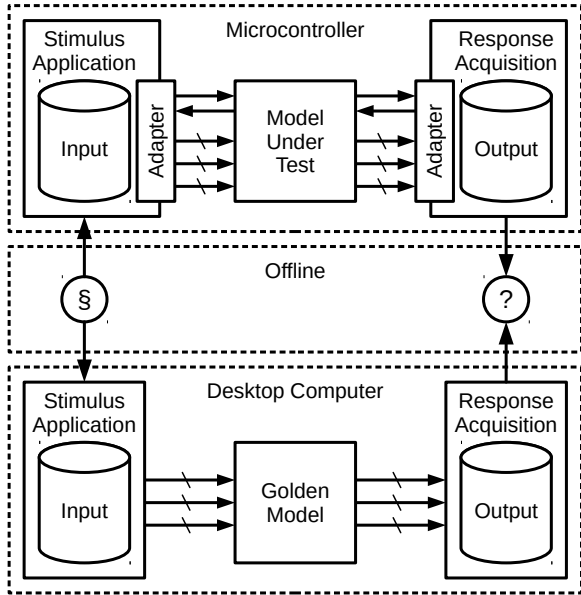 Stimulus
Application
Microcontroller
Response
Acquisition
Input
Adapter
Model
Under
Test
Adapter
Output
Offline
§
?
Stimulus
Application
Desktop Computer
Response
Acquisition
Input
Golden
Model
Output